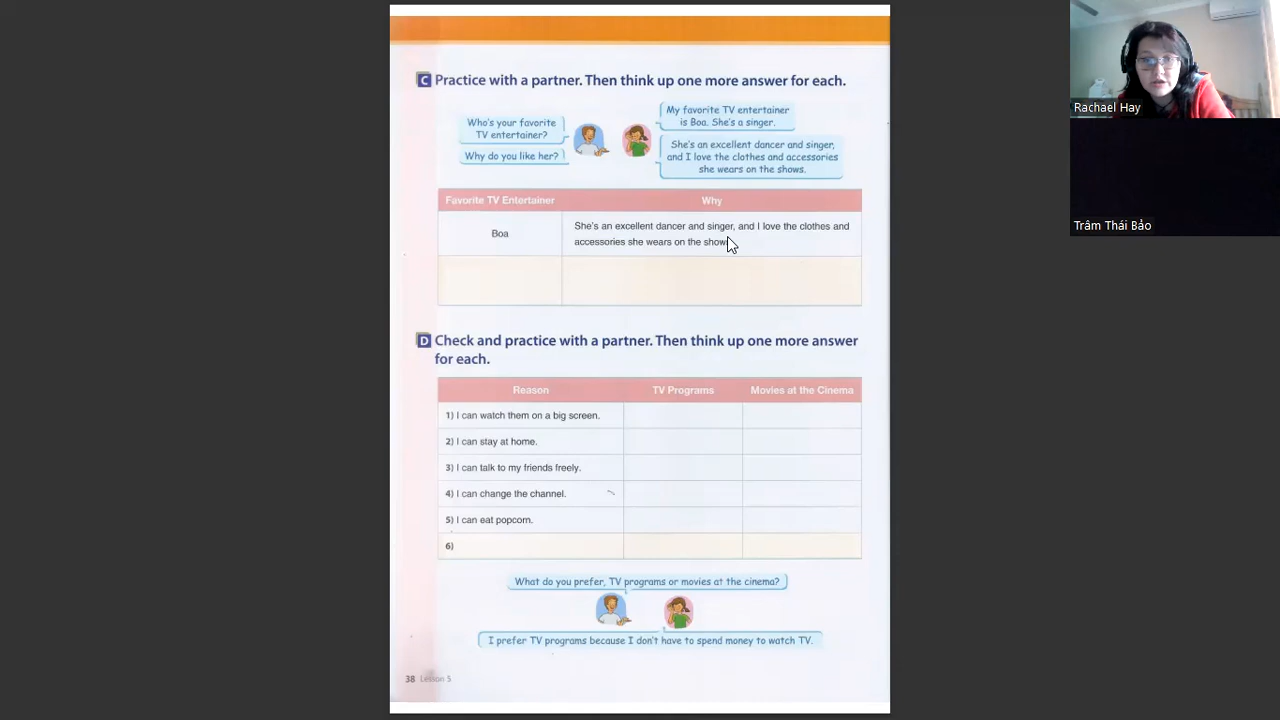 C Practice with a partner. Then think up one more answer for each.
Who's your favorite
TV entertainer?
Why do you like her?
My favorite TV entertainer
is Boa. She's a singer.
She's an excellent dancer and singer,
and I love the clothes and accessories
she wears on the shows.
Favorite TV Entertainer Why
Boa
She's an excellent dancer and singer, and I love the clothes and
accessories she wears on the show
D Check and practice with a partner. Then think up one more answer
for each.
Reason TV Programs Movies at the Cinema
1) I can watch them on a big screen.
2) I can stay at home.
3) I can talk to my friends freely.
4) I can change the channel.
5) I can eat popcorn.
6)
What do you prefer, TV programs or movies at the cinema?
I prefer TV programs because I don't have to spend money to watch TV.
38 Lesson 5
Rachael Hay
Trâm Thái Bảo